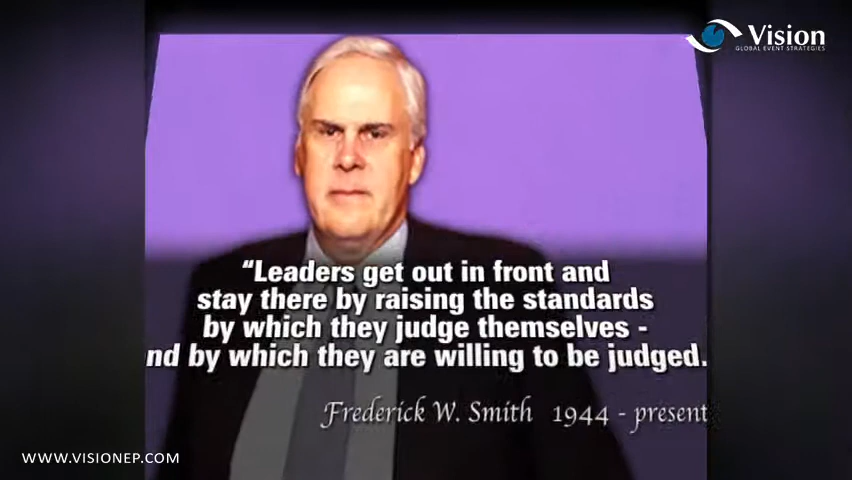 Vision
GLOBAL EVENT STRATEGIES
“Leaders get out in front and
stay there by raising the standards
by which they judge themselves -
nd by which they are willing to be judged.
Frederick W. Smith 1944 - present
WWW.VISIONEP.COM